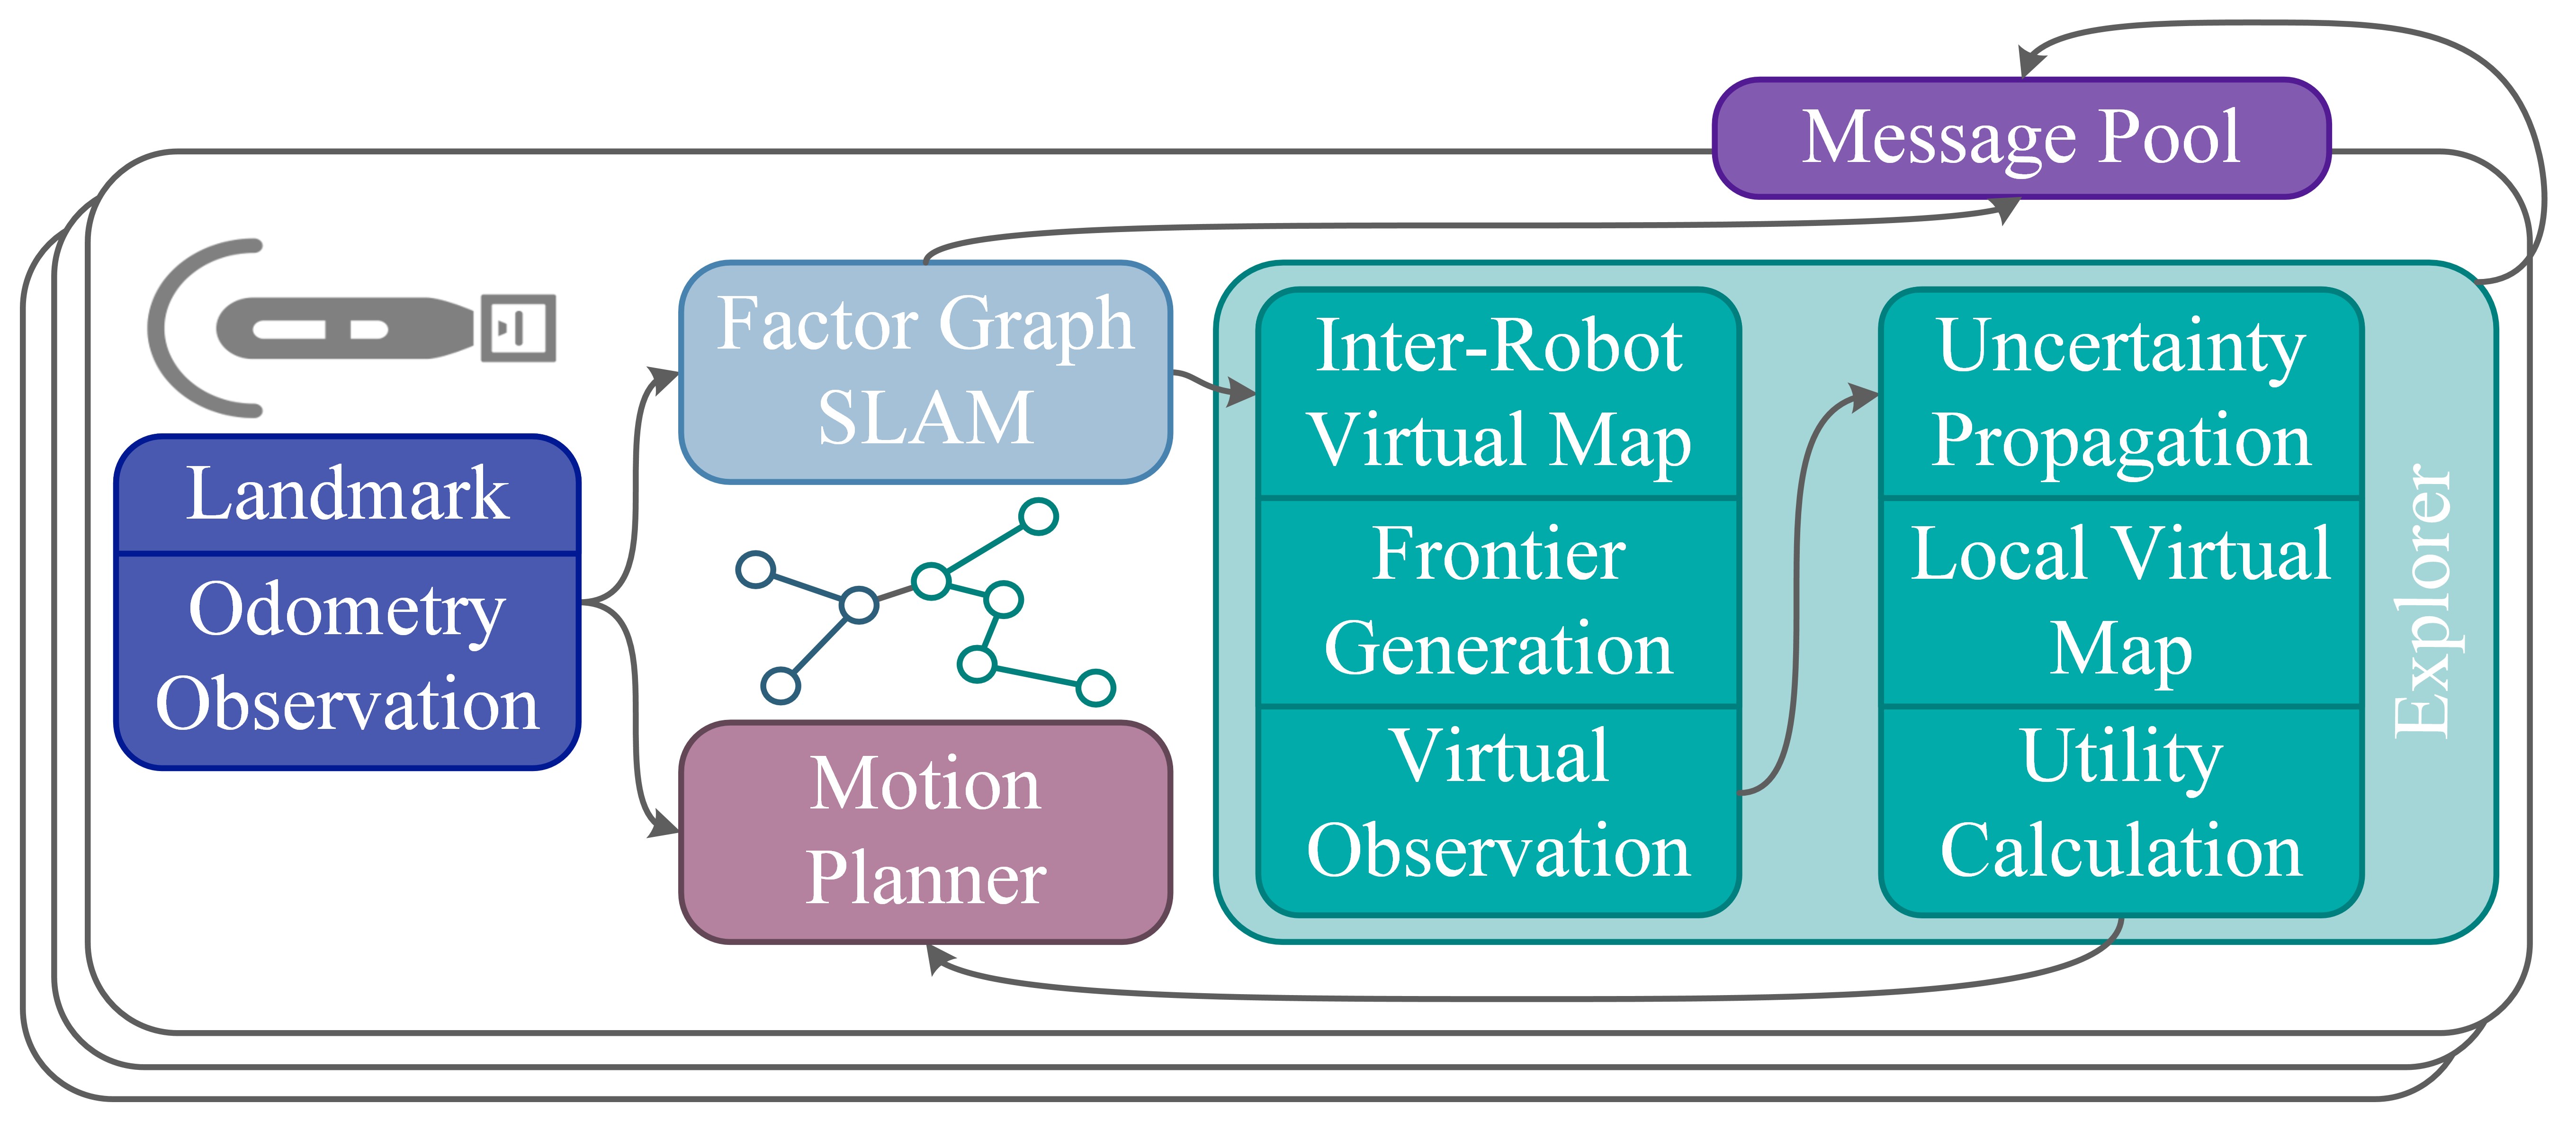 Message Pool
Landmark
Odometry
Observation
Factor Graph
SLAM
Motion
Planner
Inter-Robot
Virtual Map
Frontier
Generation
Virtual
Observation
Uncertainty
Propagation
Local Virtual
Map
Utility
Calculation
Explorer